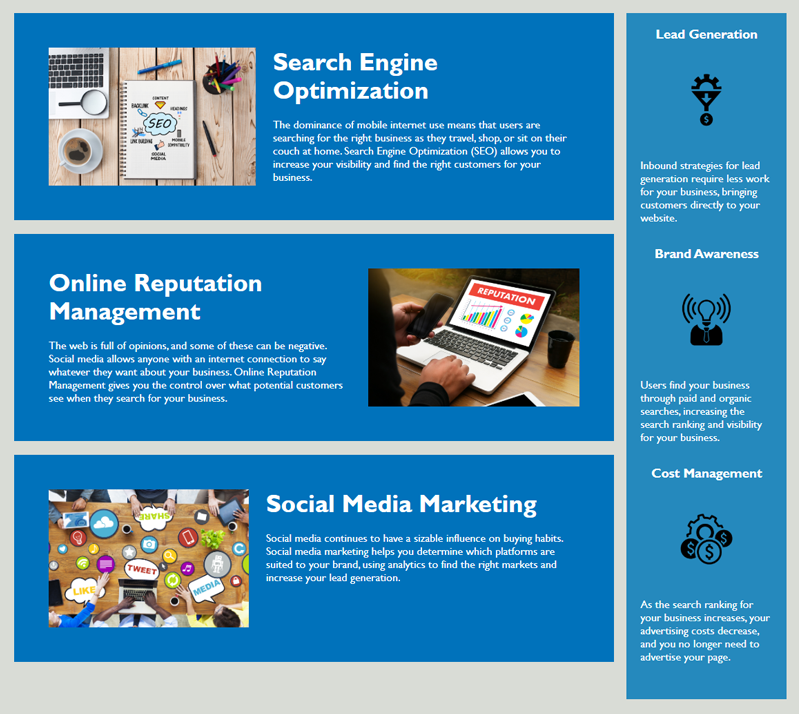 Search Engine
Optimization
The dominance of mobile internet use means that users are
searching for the right business as they travel, shop, or sit on their
couch at home. Search Engine Optimization (SEO) allows you to
increase your visibility and find the right customers for your
business.
CONTENT
BACKLINK
HEADINGS
SEO
LINK BUILDING
MOBILE
COMPATIBILITY
SOCIAL
MEDIA
Online Reputation
Management
The web is full of opinions, and some of these can be negative.
Social media allows anyone with an internet connection to say
whatever they want about your business. Online Reputation
Management gives you the control over what potential customers
see when they search for your business.
REPUTATION
Social Media Marketing
Social media continues to have a sizable influence on buying habits.
Social media marketing helps you determine which platforms are
suited to your brand, using analytics to find the right markets and
increase your lead generation.
SHARE
TWEET
LIKE
MEDIA
Lead Generation
$
Inbound strategies for lead
generation require less work
for your business, bringing
customers directly to your
website.
Brand Awareness
Users find your business
through paid and organic
searches, increasing the
search ranking and visibility
for your business.
Cost Management
$ $ $
As the search ranking for
your business increases, your
advertising costs decrease,
and you no longer need to
advertise your page.